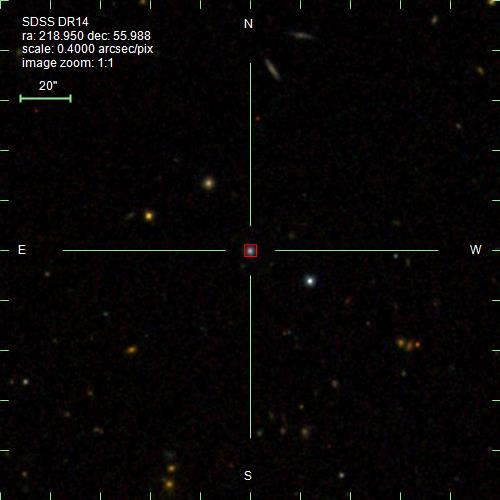 SDSS DR14
ra: 218.950 dec: 55.988
scale: 0.4000 arcsec/pix
image zoom: 1:1
20"
N
E
W
S